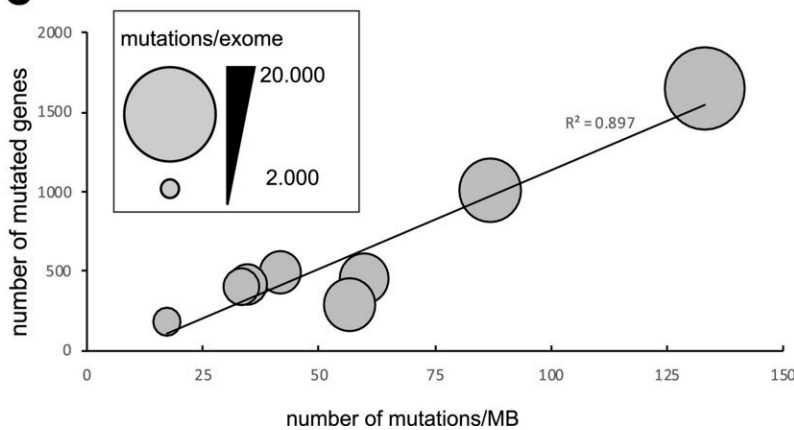 mutations/exome
20.000
2.000
number of mutated genes
2000
1500
1000
500
0
R² = 0.897
0 25 50 75 100 125 150
number of mutations/MB